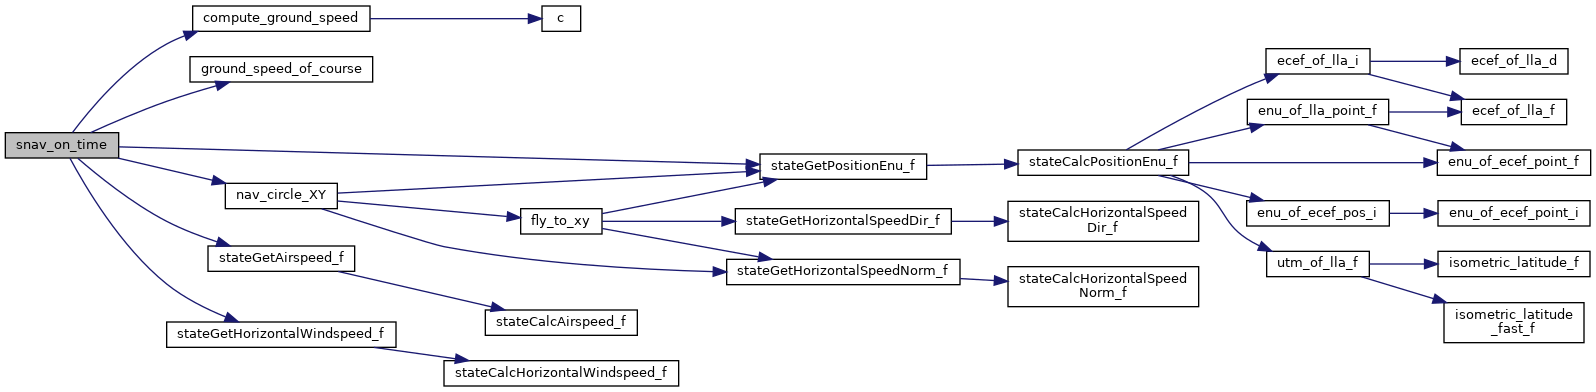 snav_on_time
compute_ground_speed
c
ground_speed_of_course
nav_circle_XY
fly_to_xy
stateGetPositionEnu_f
stateCalcPositionEnu_f
ecef_of_lla_i
ecef_of_lla_d
ecef_of_lla_f
enu_of_lla_point_f
enu_of_ecef_point_f
enu_of_ecef_pos_i
enu_of_ecef_point_i
utm_of_lla_f
isometric_latitude_f
isometric_latitude
_fast_f
stateGetHorizontalSpeedDir_f
stateCalcHorizontalSpeed
Dir_f
stateGetHorizontalSpeedNorm_f
stateCalcHorizontalSpeed
Norm_f
stateGetAirspeed_f
stateCalcAirspeed_f
stateGetHorizontalWindspeed_f
stateCalcHorizontalWindspeed_f